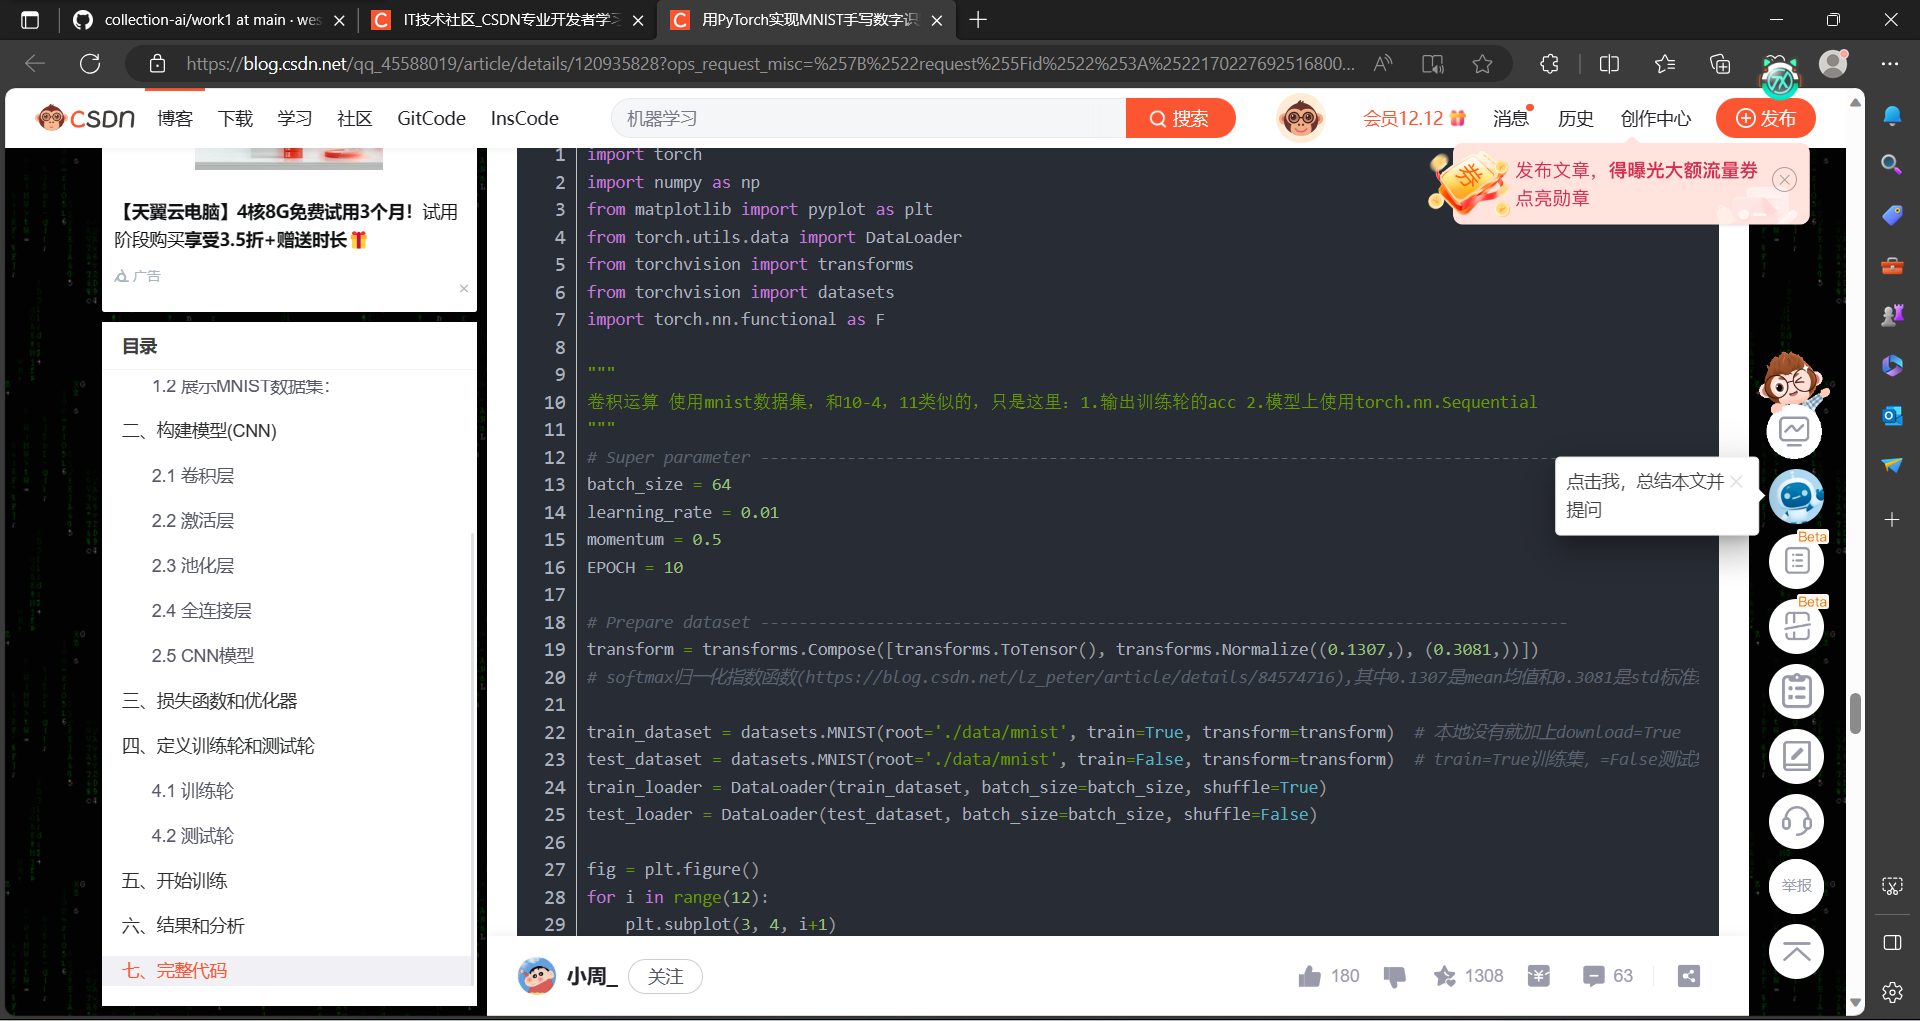 collection-ai/work1 at main · wes
IT技术社区_CSDN专业开发者学习
用PyTorch实现MNIST手写数字识
https://blog.csdn.net/qq_45588019/article/details/120935828?ops_request_misc=%257B%2522request%255Fid%2522%253A%252217022769251680​0...
CSDN 博客 下载 学习 社区 GitCode InsCode
机器学习
搜索
会员12.12 消息 历史 创作中心 发布
券
发布文章，得曝光大额流量券
点亮勋章
【天翼云电脑】4核8G免费试用3个月！试用
阶段购买享受3.5折+赠送时长
广告
目录
1.2 展示MNIST数据集：
二、构建模型(CNN)
2.1 卷积层
2.2 激活层
2.3 池化层
2.4 全连接层
2.5 CNN模型
三、损失函数和优化器
四、定义训练轮和测试轮
4.1 训练轮
4.2 测试轮
五、开始训练
六、结果和分析
七、完整代码
1 import torch
2 import numpy as np
3 from matplotlib import pyplot as plt
4 from torch.utils.data import DataLoader
5 from torchvision import transforms
6 from torchvision import datasets
7 import torch.nn.functional as F
8
9 """
10 卷积运算 使用mnist数据集，和10-4，11类似的，只是这里：1.输出训练轮的acc 2.模型上使用torch.nn.Sequential
11 """
12 # Super parameter ------------------------------------------------------------------------------------
13 batch_size = 64
14 learning_rate = 0.01
15 momentum = 0.5
16 EPOCH = 10
17
18 # Prepare dataset ------------------------------------------------------------------------------------
19 transform = transforms.Compose([transforms.ToTensor(), transforms.Normalize((0.1307,), (0.3081,))])
20 # softmax归一化指数函数(https://blog.csdn.net/lz_peter/article/details/84574716),其中0.1307是mean均值和0.3081是std标准
21
22 train_dataset = datasets.MNIST(root='./data/mnist', train=True, transform=transform)  # 本地没有就加上download=True
23 test_dataset = datasets.MNIST(root='./data/mnist', train=False, transform=transform)  # train=True训练集，=False测试
24 train_loader = DataLoader(train_dataset, batch_size=batch_size, shuffle=True)
25 test_loader = DataLoader(test_dataset, batch_size=batch_size, shuffle=False)
26
27 fig = plt.figure()
28 for i in range(12):
29     plt.subplot(3, 4, i+1)
点击我，总结本文并
提问
Beta
Beta
举报
小周_ 关注
180 1308 63